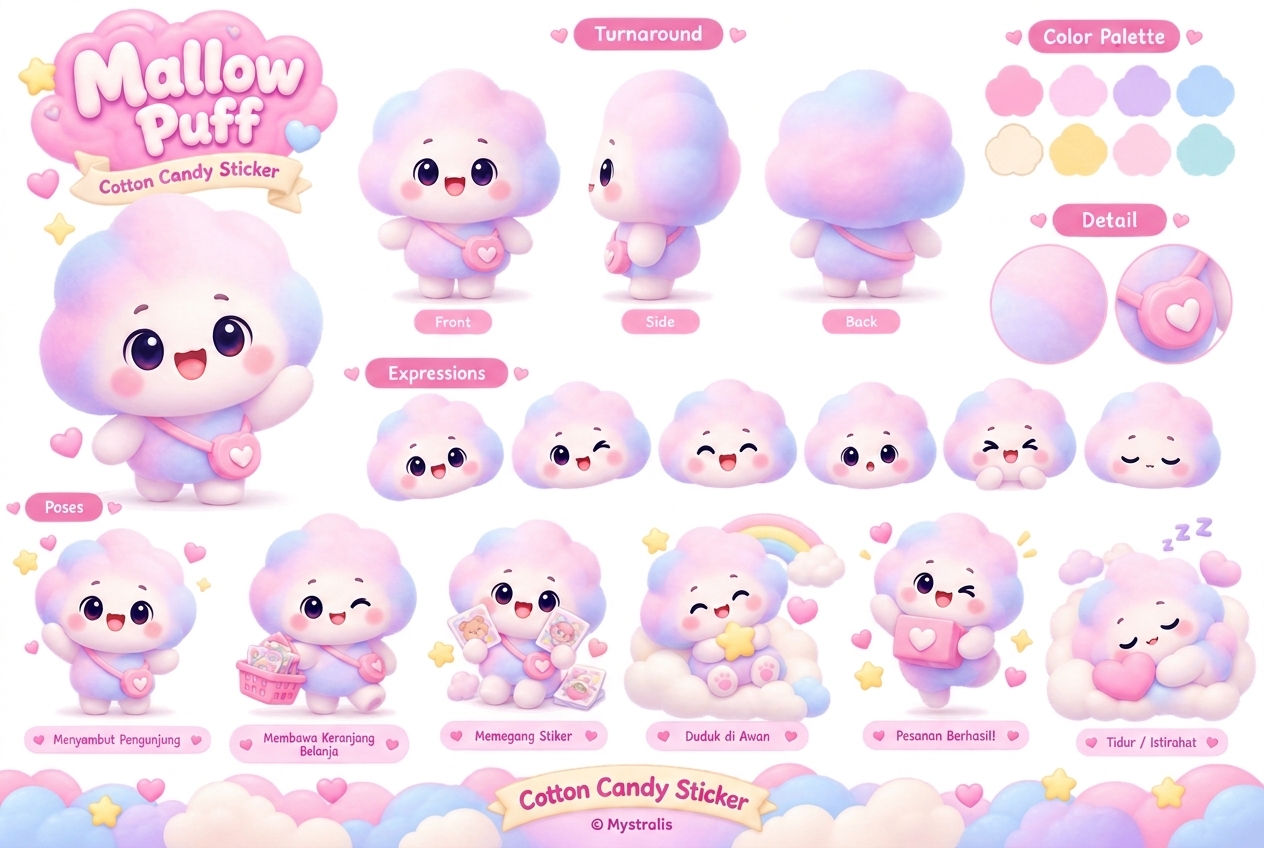 Mallow
Puff
Cotton Candy Sticker
Turnaround
Color Palette
Front
Side
Back
Detail
Expressions
Poses
Menyambut Pengunjung
Membawa Keranjang
Belanja
Memegang Stiker
Duduk di Awan
Pesanan Berhasil!
z z Z
Tidur / Istirahat
Cotton Candy Sticker
© Mystralis